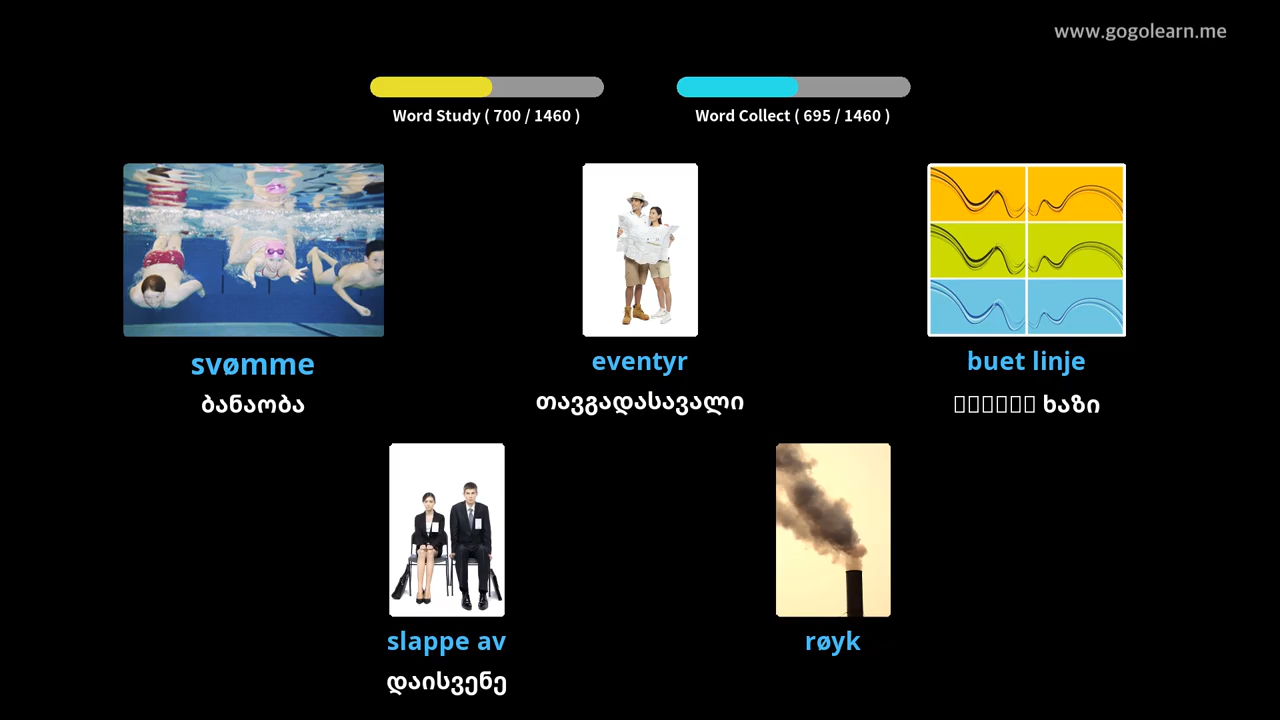 www.gogolearn.me
Word Study ( 700 / 1460 )
Word Collect ( 695 / 1460 )
svømme
ბანაობა
eventyr
თავგადასავალი
buet linje
ხაზი
slappe av
დაისვენე
røyk